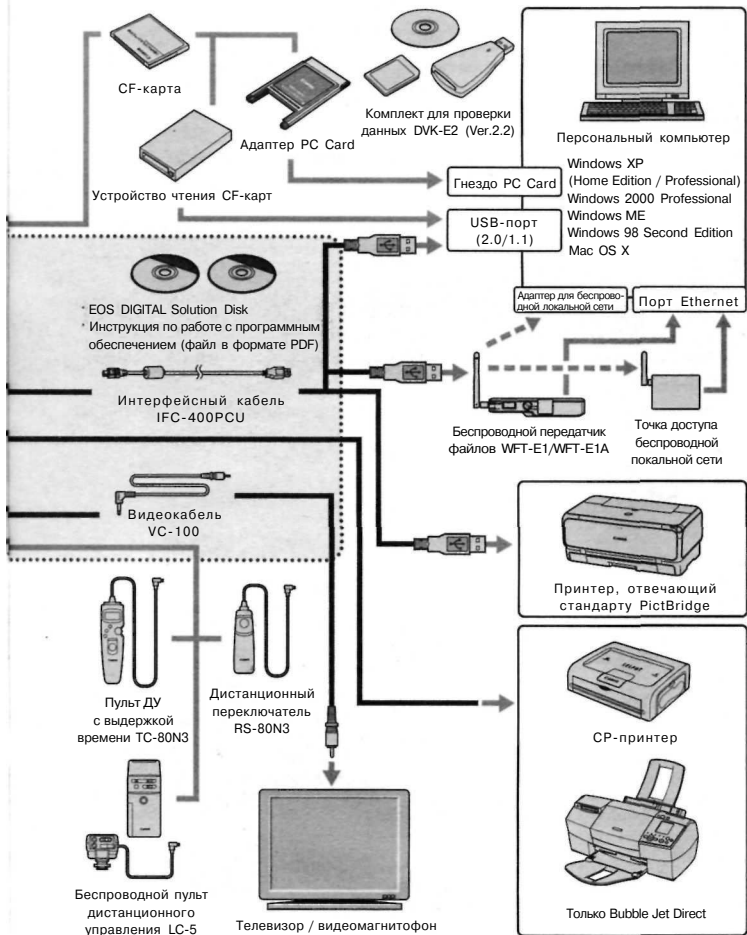 CF-карта
Адаптер PC Card
Устройство чтения CF-карт
Комплект для проверки
данных DVK-E2 (Ver.2.2)
Персональный компьютер
Windows XP
(Home Edition / Professional)
Windows 2000 Professional
Windows ME
Windows 98 Second Edition
Mac OS X
Гнездо PC Card
USB-порт
(2.0/1.1)
Адаптер для беспрово-
дной локальной сети
Порт Ethernet
* EOS DIGITAL Solution Disk
* Инструкция по работе с программным
обеспечением (файл в формате PDF)
Интерфейсный кабель
IFC-400PCU
Беспроводной передатчик
файлов WFT-E1/WFT-E1A
Точка доступа
беспроводной
покальной сети
Видеокабель
VC-100
Принтер, отвечающий
стандарту PictBridge
Пульт ДУ
с выдержкой
времени TC-80N3
Дистанционный
переключатель
RS-80N3
CP-принтер
Беспроводной пульт
дистанционного
управления LC-5
Телевизор / видеомагнитофон
Только Bubble Jet Direct